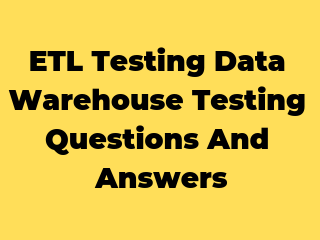 ETL Testing Data
Warehouse Testing
Questions And
Answers